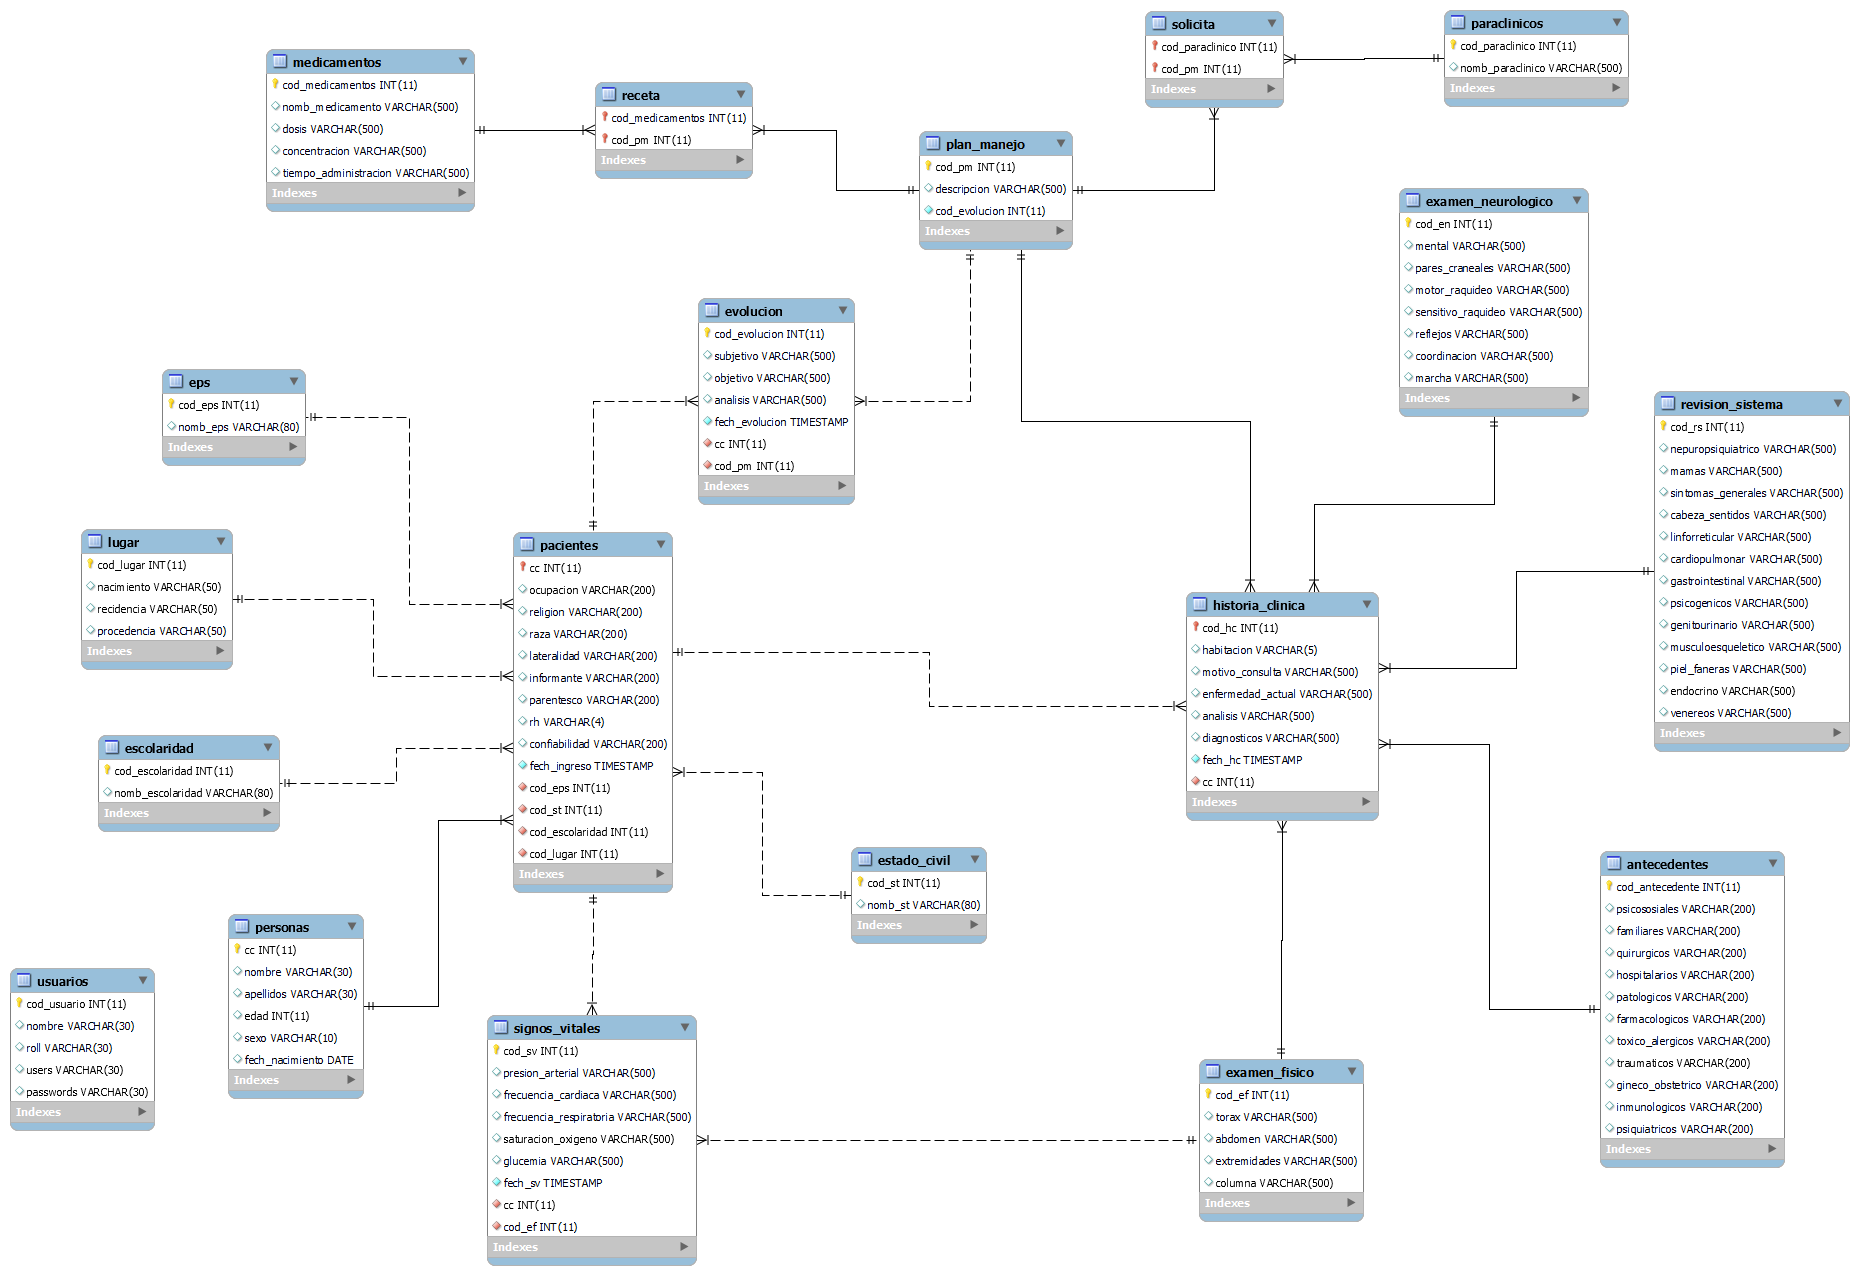 medicamentos
cod_medicamentos INT(11)
nomb_medicamento VARCHAR(500)
dosis VARCHAR(500)
concentracion VARCHAR(500)
tiempo_administracion VARCHAR(500)
Indexes
receta
cod_medicamentos INT(11)
cod_pm INT(11)
Indexes
solicita
cod_paraclinico INT(11)
cod_pm INT(11)
Indexes
paraclinicos
cod_paraclinico INT(11)
nomb_paraclinico VARCHAR(500)
Indexes
plan_manejo
cod_pm INT(11)
descripcion VARCHAR(500)
cod_evolucion INT(11)
Indexes
examen_neurologico
cod_en INT(11)
mental VARCHAR(500)
pares_craneales VARCHAR(500)
motor_raquideo VARCHAR(500)
sensitivo_raquideo VARCHAR(500)
reflejos VARCHAR(500)
coordinacion VARCHAR(500)
marcha VARCHAR(500)
Indexes
evolucion
cod_evolucion INT(11)
subjetivo VARCHAR(500)
objetivo VARCHAR(500)
analisis VARCHAR(500)
fech_evolucion TIMESTAMP
cc INT(11)
cod_pm INT(11)
Indexes
eps
cod_eps INT(11)
nomb_eps VARCHAR(80)
Indexes
revision_sistema
cod_rs INT(11)
nepuropsiquiatrico VARCHAR(500)
mamas VARCHAR(500)
sintomas_generales VARCHAR(500)
cabeza_sentidos VARCHAR(500)
linforreticular VARCHAR(500)
cardiopulmonar VARCHAR(500)
gastrointestinal VARCHAR(500)
psicogenicos VARCHAR(500)
genitourinario VARCHAR(500)
musculoesqueletico VARCHAR(500)
piel_faneras VARCHAR(500)
endocrino VARCHAR(500)
venereos VARCHAR(500)
Indexes
lugar
cod_lugar INT(11)
nacimiento VARCHAR(50)
recidencia VARCHAR(50)
procedencia VARCHAR(50)
Indexes
pacientes
cc INT(11)
ocupacion VARCHAR(200)
religion VARCHAR(200)
raza VARCHAR(200)
lateralidad VARCHAR(200)
informante VARCHAR(200)
parentesco VARCHAR(200)
rh VARCHAR(4)
confiabilidad VARCHAR(200)
fech_ingreso TIMESTAMP
cod_eps INT(11)
cod_st INT(11)
cod_escolaridad INT(11)
cod_lugar INT(11)
Indexes
historia_clinica
cod_hc INT(11)
habitacion VARCHAR(5)
motivo_consulta VARCHAR(500)
enfermedad_actual VARCHAR(500)
analisis VARCHAR(500)
diagnosticos VARCHAR(500)
fech_hc TIMESTAMP
cc INT(11)
Indexes
escolaridad
cod_escolaridad INT(11)
nomb_escolaridad VARCHAR(80)
Indexes
estado_civil
cod_st INT(11)
nomb_st VARCHAR(80)
Indexes
antecedentes
cod_antecedente INT(11)
psicososiales VARCHAR(200)
familiares VARCHAR(200)
quirurgicos VARCHAR(200)
hospitalarios VARCHAR(200)
patologicos VARCHAR(200)
farmacologicos VARCHAR(200)
toxico_alergicos VARCHAR(200)
traumaticos VARCHAR(200)
gineco_obstetrico VARCHAR(200)
inmunologicos VARCHAR(200)
psiquiatricos VARCHAR(200)
Indexes
personas
cc INT(11)
nombre VARCHAR(30)
apellidos VARCHAR(30)
edad INT(11)
sexo VARCHAR(10)
fech_nacimiento DATE
Indexes
usuarios
cod_usuario INT(11)
nombre VARCHAR(30)
roll VARCHAR(30)
users VARCHAR(30)
passwords VARCHAR(30)
Indexes
signos_vitales
cod_sv INT(11)
presion_arterial VARCHAR(500)
frecuencia_cardiaca VARCHAR(500)
frecuencia_respiratoria VARCHAR(500)
saturacion_oxigeno VARCHAR(500)
glucemia VARCHAR(500)
fech_sv TIMESTAMP
cc INT(11)
cod_ef INT(11)
Indexes
examen_fisico
cod_ef INT(11)
torax VARCHAR(500)
abdomen VARCHAR(500)
extremidades VARCHAR(500)
columna VARCHAR(500)
Indexes